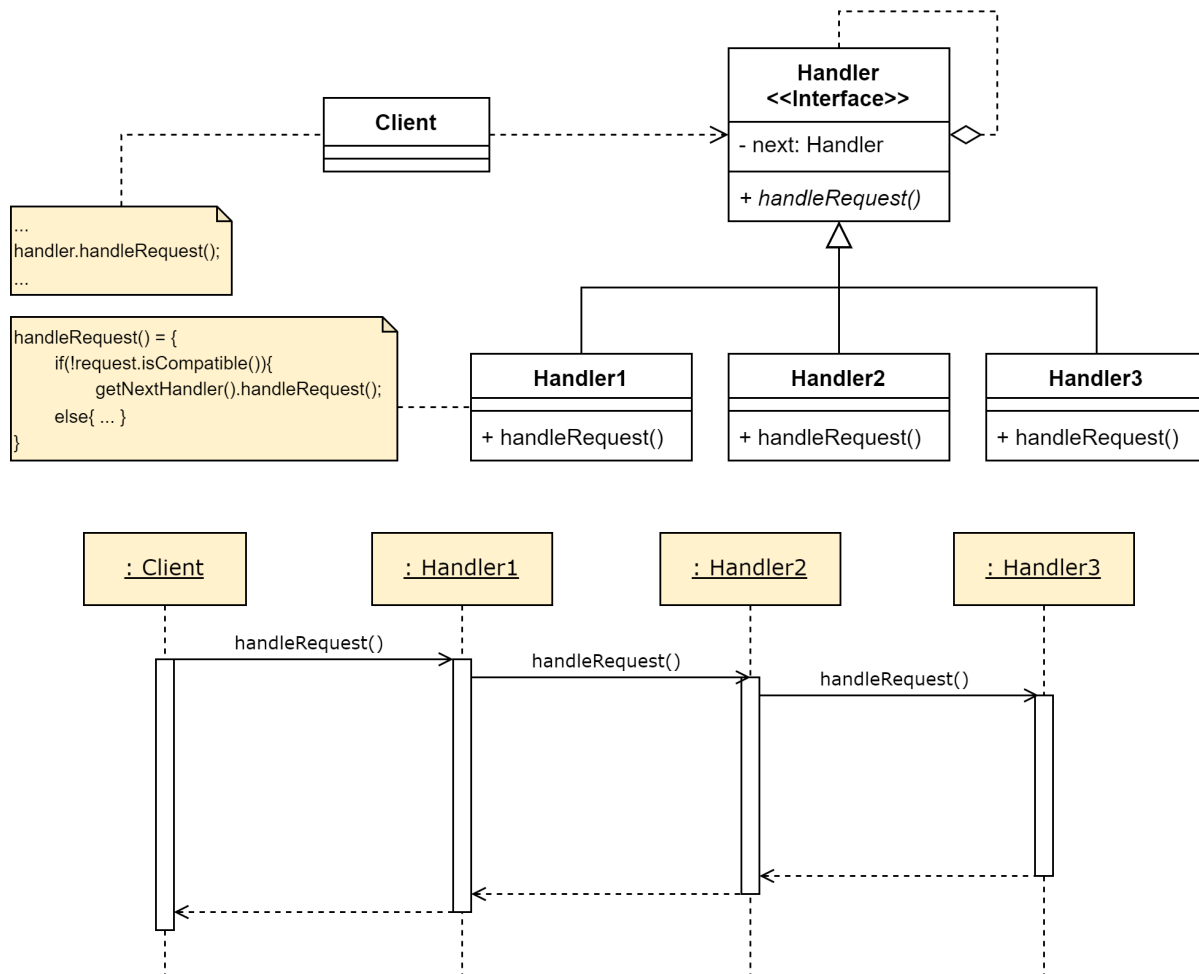 Handler
<<Interface>>
- next: Handler
+ handleRequest()
Client
...
handler.handleRequest();
...
handleRequest() = {
if(!request.isCompatible()){
getNextHandler().handleRequest();
else{ ... }
}
Handler1
+ handleRequest()
Handler2
+ handleRequest()
Handler3
+ handleRequest()
: Client
: Handler1
: Handler2
: Handler3
handleRequest()
handleRequest()
handleRequest()